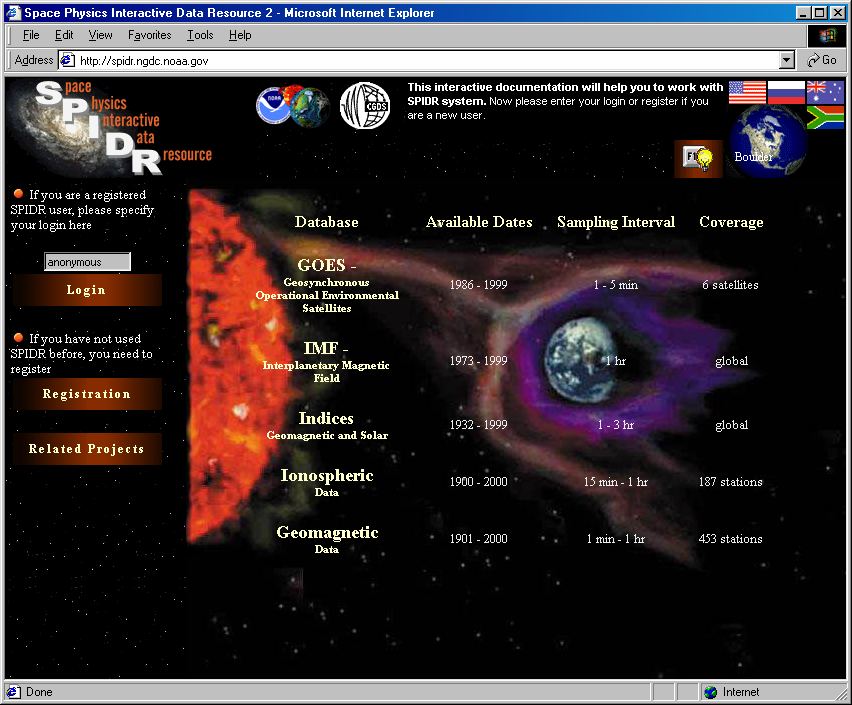 Space Physics Interactive Data Resource 2 - Microsoft Internet Explorer
File Edit View Favorites Tools Help
Address http://spidr.ngdc.noaa.gov Go
Space
Physics
Interactive
Data
Resource
NOAA
CGDS
This interactive documentation will help you to work with
SPIDR system. Now please enter your login or register if you
are a new user.
F1
Boulder
If you are a registered
SPIDR user, please specify
your login here
anonymous
Login
If you have not used
SPIDR before, you need to
register
Registration
Related Projects
Database Available Dates Sampling Interval Coverage
GOES -
Geosynchronous
Operational Environmental
Satellites
1986 - 1999 1 - 5 min 6 satellites
IMF -
Interplanetary Magnetic
Field
1973 - 1999 1 hr global
Indices
Geomagnetic and Solar
1932 - 1999 1 - 3 hr global
Ionospheric
Data
1900 - 2000 15 min - 1 hr 187 stations
Geomagnetic
Data
1901 - 2000 1 min - 1 hr 453 stations
Done Internet